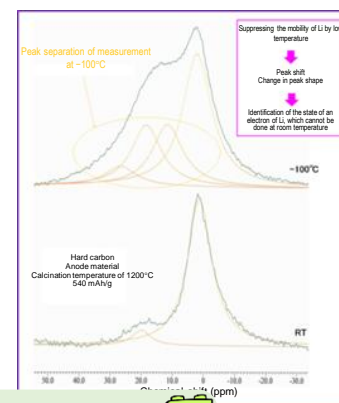 Suppressing the mobility of Li by low
temperature
Peak separation of measurement
at −100°C
Peak shift
Change in peak shape
Identification of the state of an
electron of Li, which cannot be
done at room temperature
−100°C
Hard carbon
Anode material
Calcination temperature of 1200°C
540 mAh/g
RT
50.0 40.0 30.0 20.0 10.0 0 -10.0 -20.0 -30.0
Chemical shift (ppm)